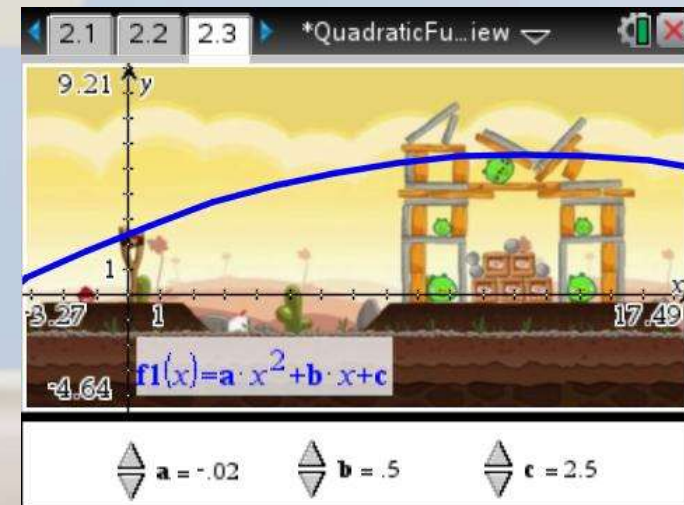 2.1 2.2 2.3 *QuadraticFu…iew
9.21 y
1
x
-3.27 1 17.49
-4.64
f1(x)=a·x²+b·x+c
a = -.02 b = .5 c = 2.5